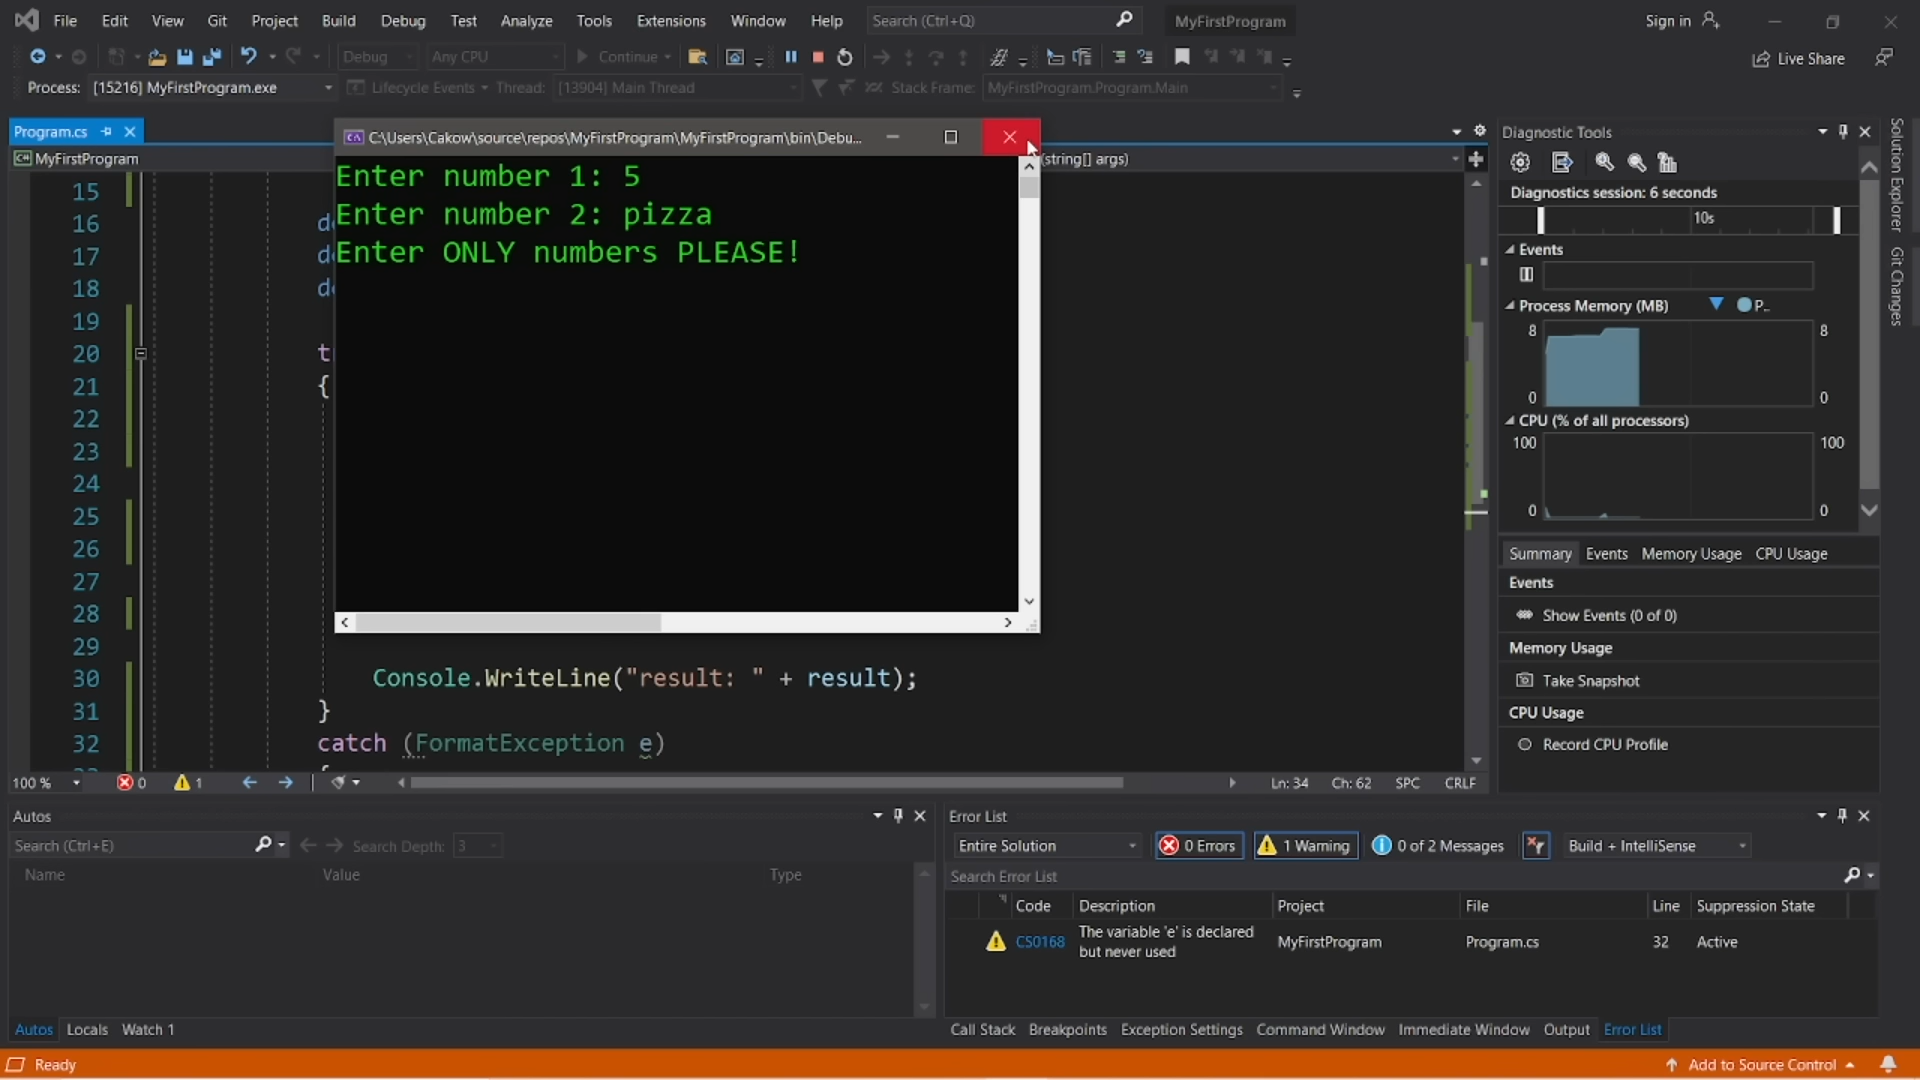 File Edit View Git Project Build Debug Test Analyze Tools Extensions Window Help Search (Ctrl+Q) MyFirstProgram Sign in
Debug Any CPU Continue Live Share
Process: [15216] MyFirstProgram.exe Lifecycle Events Thread: [13904] Main Thread Stack Frame: MyFirstProgram.Program.Main
Program.cs
MyFirstProgram
(string[] args)
C:\Users\Cakow\source\repos\MyFirstProgram\MyFirstProgram\bin\Debu...
Enter number 1: 5
Enter number 2: pizza
Enter ONLY numbers PLEASE!
15
16 do
17 do
18 do
19
20 t
21 {
22
23
24
25
26
27
28
29
30 Console.WriteLine("result: " + result);
31 }
32 catch (FormatException e)
100 % 0 1 Ln: 34 Ch: 62 SPC CRLF
Diagnostic Tools
Diagnostics session: 6 seconds
10s
Events
Process Memory (MB) P...
8 8
0 0
CPU (% of all processors)
100 100
0 0
Summary Events Memory Usage CPU Usage
Events
Show Events (0 of 0)
Memory Usage
Take Snapshot
CPU Usage
Record CPU Profile
Solution Explorer
Git Changes
Autos
Search (Ctrl+E) Search Depth: 3
Name Value Type
Autos Locals Watch 1
Error List
Entire Solution 0 Errors 1 Warning 0 of 2 Messages Build + IntelliSense
Search Error List
Code Description Project File Line Suppression State
CS0168 The variable 'e' is declared but never used MyFirstProgram Program.cs 32 Active
Call Stack Breakpoints Exception Settings Command Window Immediate Window Output Error List
Ready Add to Source Control